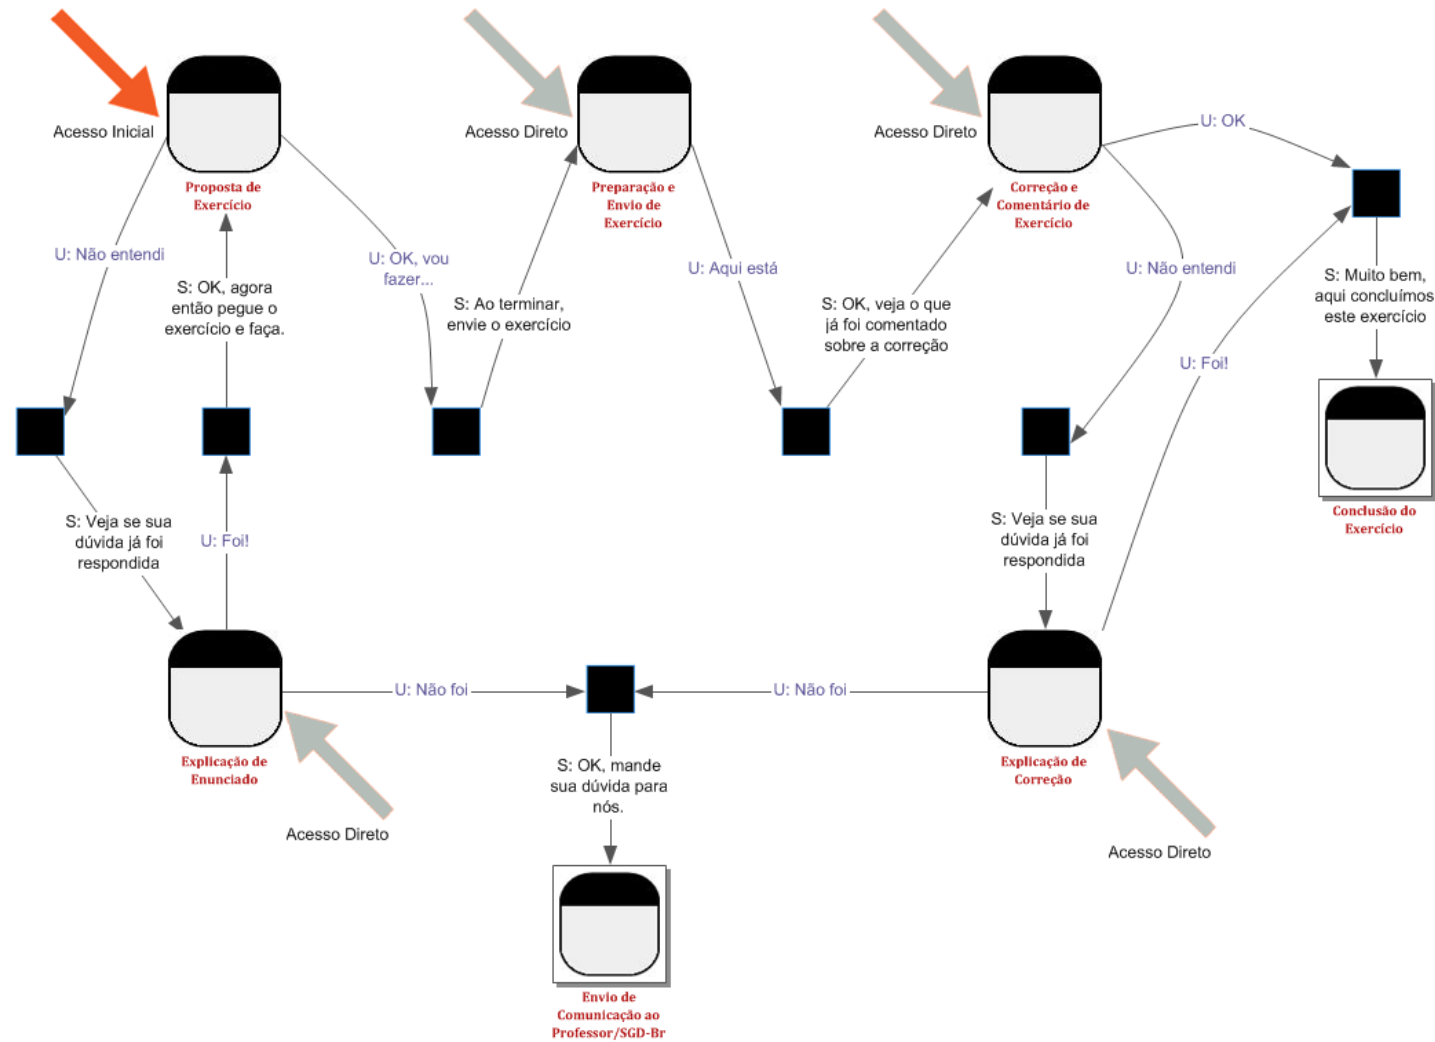 Acesso Inicial
Proposta de
Exercício
Acesso Direto
Preparação e
Envio de
Exercício
Acesso Direto
Correção e
Comentário de
Exercício
U: OK
U: Não entendi
S: OK, agora
então pegue o
exercício e faça.
U: OK, vou
fazer...
S: Ao terminar,
envie o exercício
U: Aqui está
S: OK, veja o que
já foi comentado
sobre a correção
U: Não entendi
S: Muito bem,
aqui concluímos
este exercício
U: Foi!
Conclusão do
Exercício
S: Veja se sua
dúvida já foi
respondida
U: Foi!
S: Veja se sua
dúvida já foi
respondida
U: Não foi
U: Não foi
Explicação de
Enunciado
Acesso Direto
S: OK, mande
sua dúvida para
nós.
Explicação de
Correção
Acesso Direto
Envio de
Comunicação ao
Professor/SGD-Br